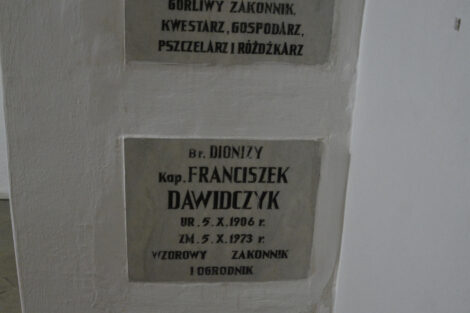 GORLIWY ZAKONNIK,
KWESTARZ, GOSPODARZ,
PSZCZELARZ I RÓŻDŻKARZ
Br. DIONIZY
Kap. FRANCISZEK
DAWIDCZYK
UR. 5. X. 1906 r.
ZM. 5. X. 1973 r.
WZOROWY ZAKONNIK
I OGRODNIK